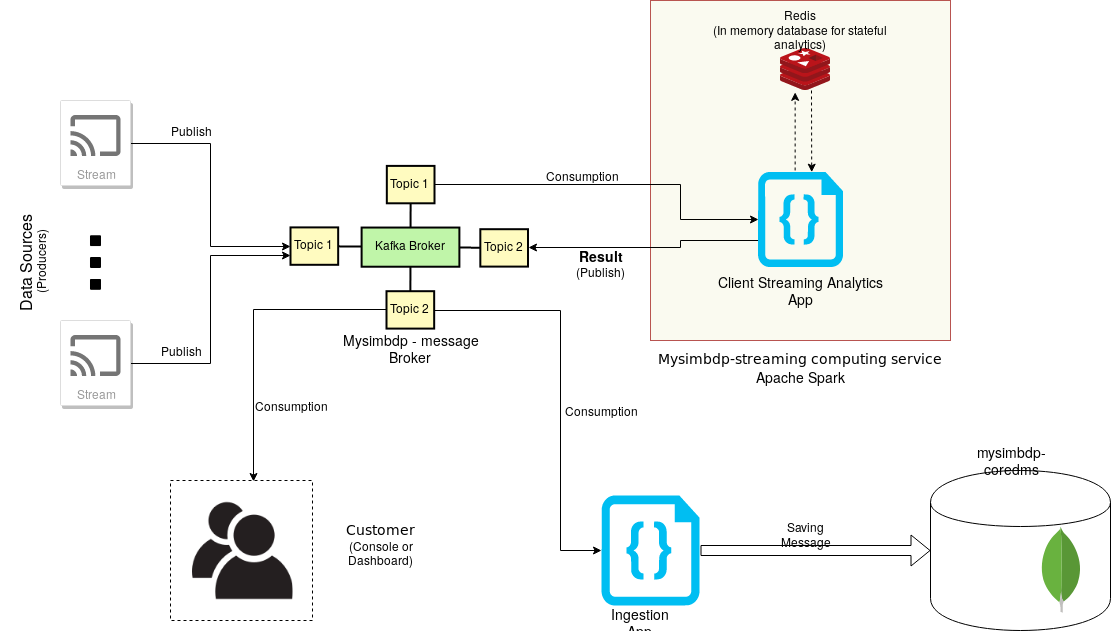 Redis
(In memory database for stateful
analytics)
Publish
Stream
Data Sources
(Producers)
Topic 1
Consumption
Topic 1
Kafka Broker
Topic 2
Result
(Publish)
Client Streaming Analytics
App
Topic 2
Mysimbdp - message
Broker
Mysimbdp-streaming computing service
Apache Spark
Publish
Stream
Consumption
Consumption
mysimbdp-
coredms
Customer
(Console or
Dashboard)
Saving
Message
Ingestion
App